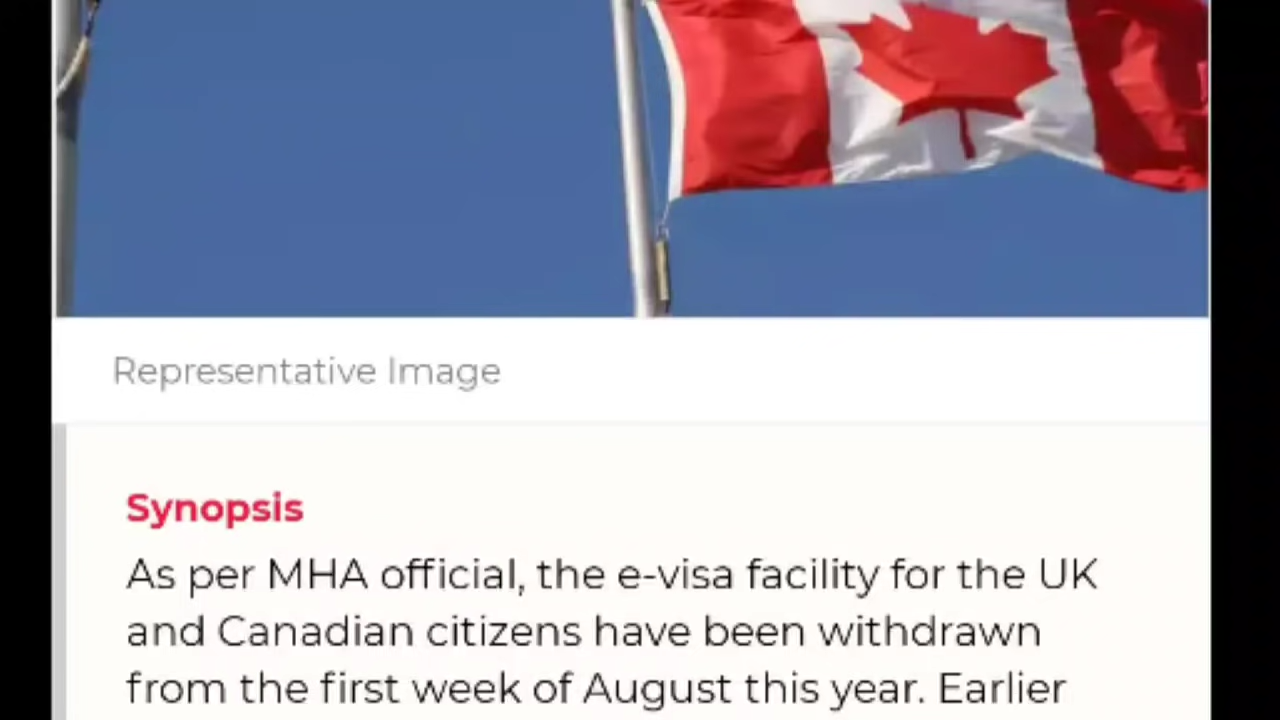 Representative Image
Synopsis
As per MHA official, the e-visa facility for the UK
and Canadian citizens have been withdrawn
from the first week of August this year. Earlier